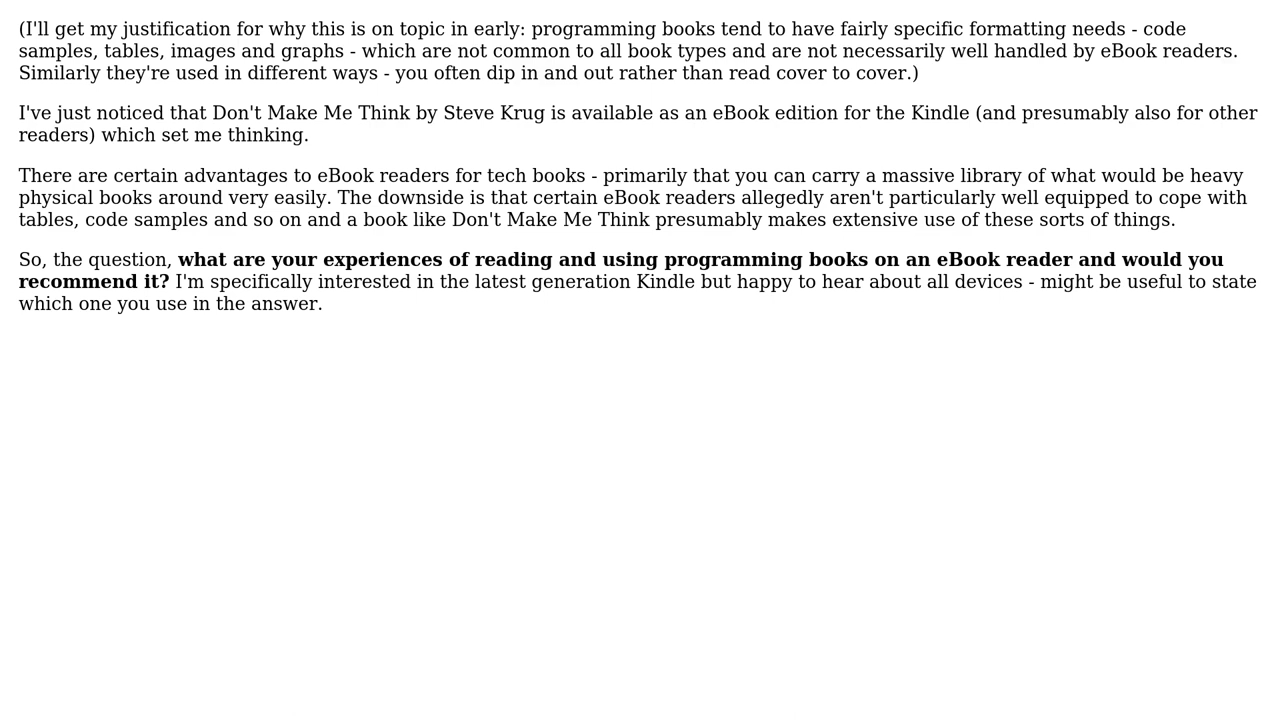 (I'll get my justification for why this is on topic in early: programming books tend to have fairly specific formatting needs - code
samples, tables, images and graphs - which are not common to all book types and are not necessarily well handled by eBook readers.
Similarly they're used in different ways - you often dip in and out rather than read cover to cover.)
I've just noticed that Don't Make Me Think by Steve Krug is available as an eBook edition for the Kindle (and presumably also for other
readers) which set me thinking.
There are certain advantages to eBook readers for tech books - primarily that you can carry a massive library of what would be heavy
physical books around very easily. The downside is that certain eBook readers allegedly aren't particularly well equipped to cope with
tables, code samples and so on and a book like Don't Make Me Think presumably makes extensive use of these sorts of things.
So, the question, what are your experiences of reading and using programming books on an eBook reader and would you
recommend it? I'm specifically interested in the latest generation Kindle but happy to hear about all devices - might be useful to state
which one you use in the answer.